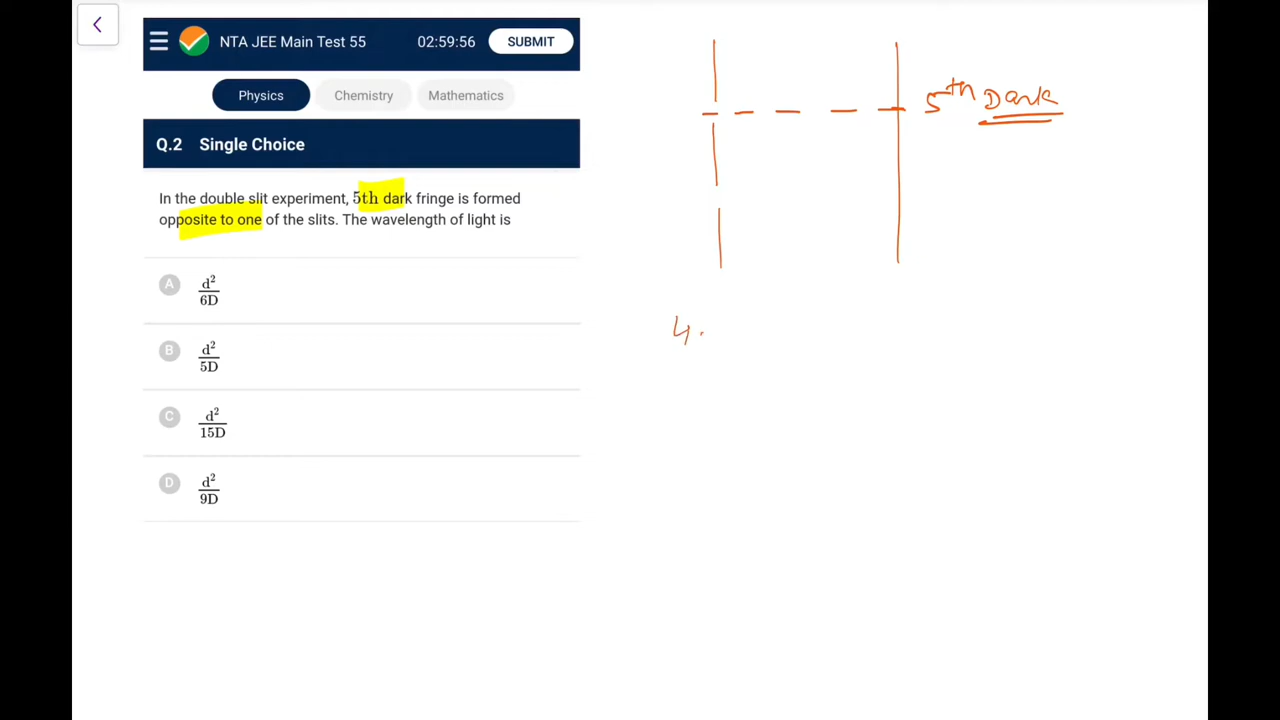 NTA JEE Main Test 55
02:59:56
SUBMIT
Physics
Chemistry
Mathematics
Q.2 Single Choice
In the double slit experiment, 5th dark fringe is formed
opposite to one of the slits. The wavelength of light is
A d²/6D
B d²/5D
C d²/15D
D d²/9D
5th Dark
4.